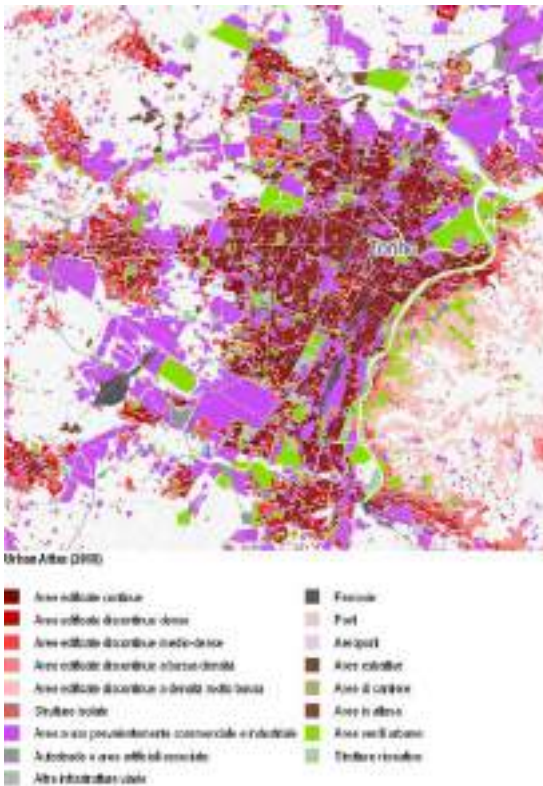 Torino
Urban Atlas (2018)
Aree edificate continue
Aree edificate discontinue dense
Aree edificate discontinue medio-dense
Aree edificate discontinue a bassa densità
Aree edificate discontinue a densità molto bassa
Strutture isolate
Aree a uso prevalentemente commerciale e industriale
Autostrade e aree artificiali associate
Altre infrastrutture viarie
Ferrovie
Porti
Aeroporti
Aree estrattive
Aree di cantiere
Aree in attesa
Aree verdi urbane
Strutture ricreative